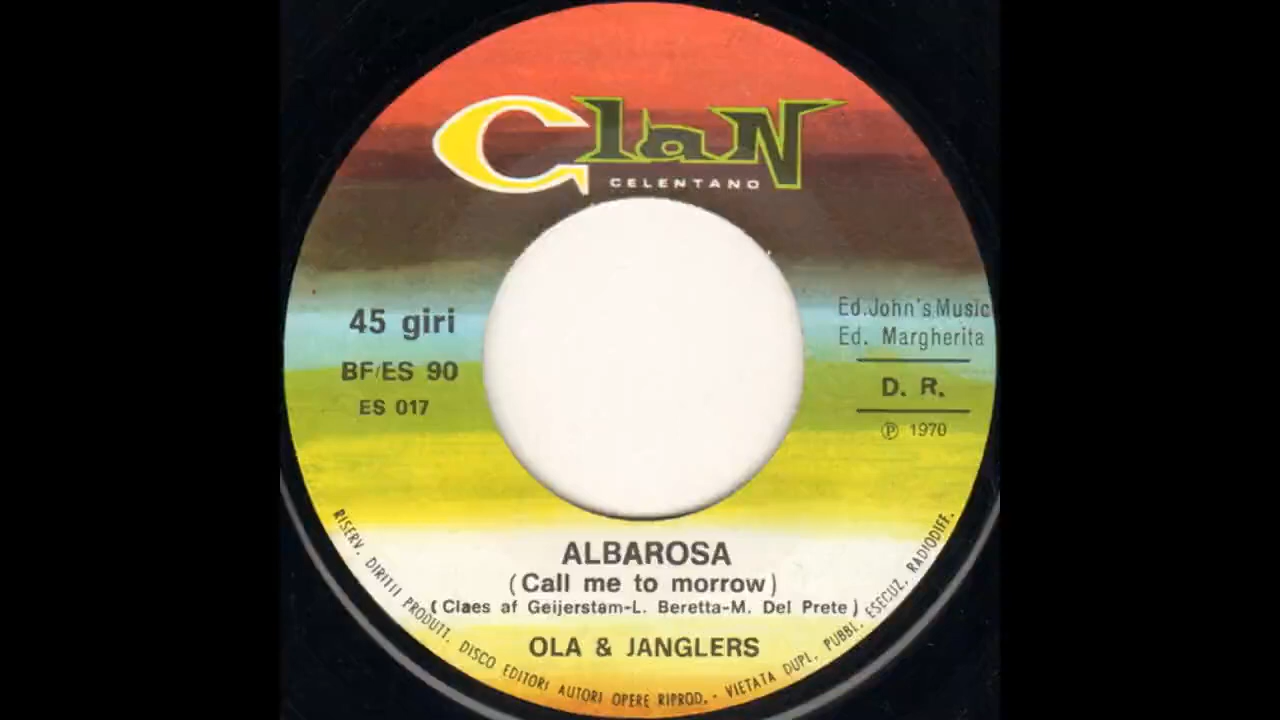 Clan
CELENTANO
45 giri
BF/ES 90
ES 017
Ed.John's Music
Ed. Margherita
D. R.
℗ 1970
ALBAROSA
(Call me to morrow)
(Claes af Geijerstam-L. Beretta-M. Del Prete)
OLA & JANGLERS
RISERV. DIRITII PRODUTT. DISCO EDITORI AUTORI OPERE RIPROD. - VIETATA DUPL. PUBBL. ESECUZ. RADIODIFF.